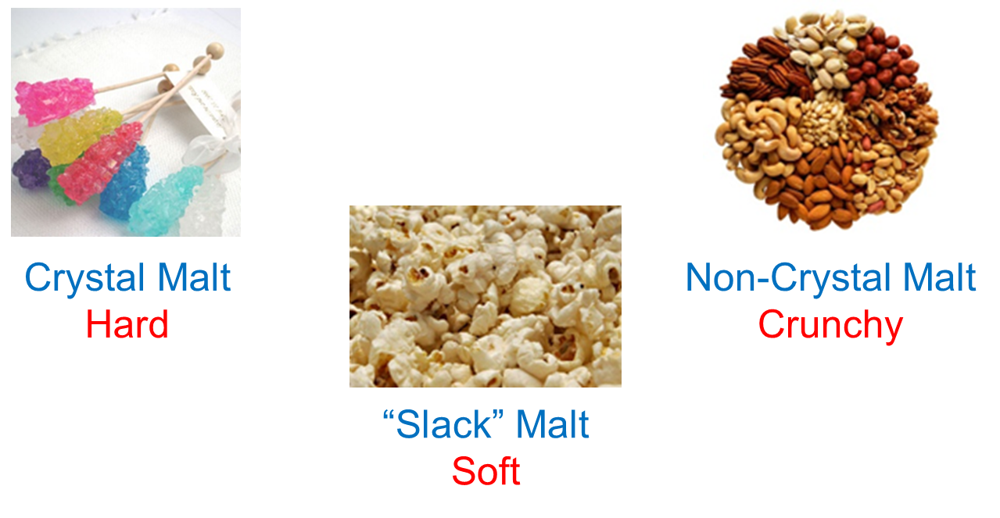 Crystal Malt
Hard
Non-Crystal Malt
Crunchy
“Slack” Malt
Soft